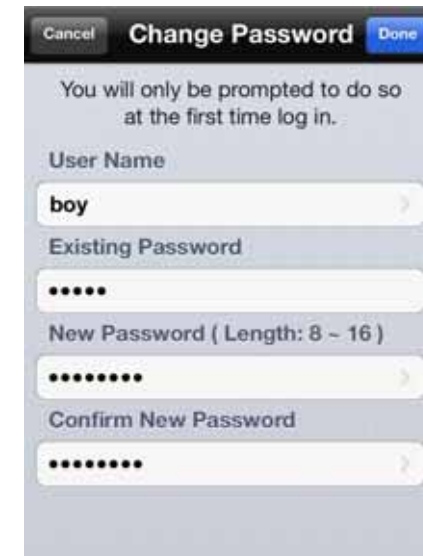 Cancel Change Password Done
You will only be prompted to do so
at the first time log in.
User Name
boy
Existing Password
•••••
New Password ( Length: 8 ~ 16 )
••••••••
Confirm New Password
••••••••